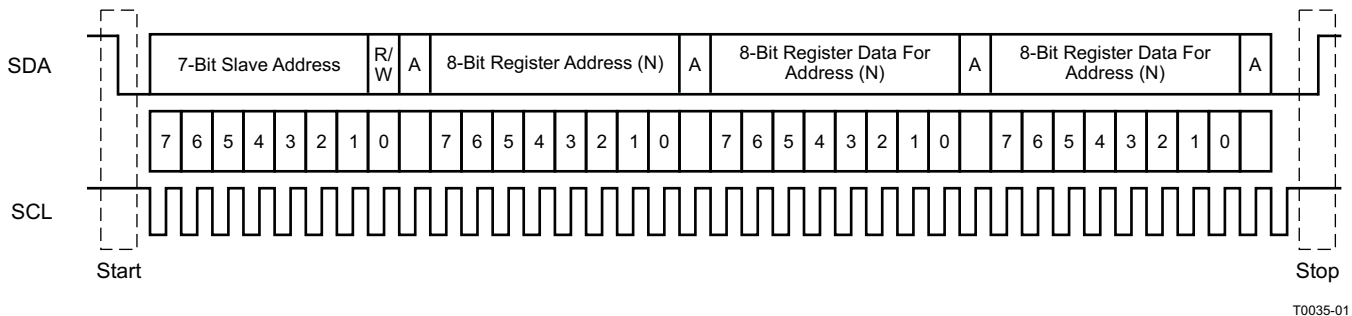 SDA
7-Bit Slave Address
R/
W
A
8-Bit Register Address (N)
A
8-Bit Register Data For
Address (N)
A
8-Bit Register Data For
Address (N)
A
7 6 5 4 3 2 1 0 7 6 5 4 3 2 1 0 7 6 5 4 3 2 1 0 7 6 5 4 3 2 1 0
SCL
Start
Stop
T0035-01